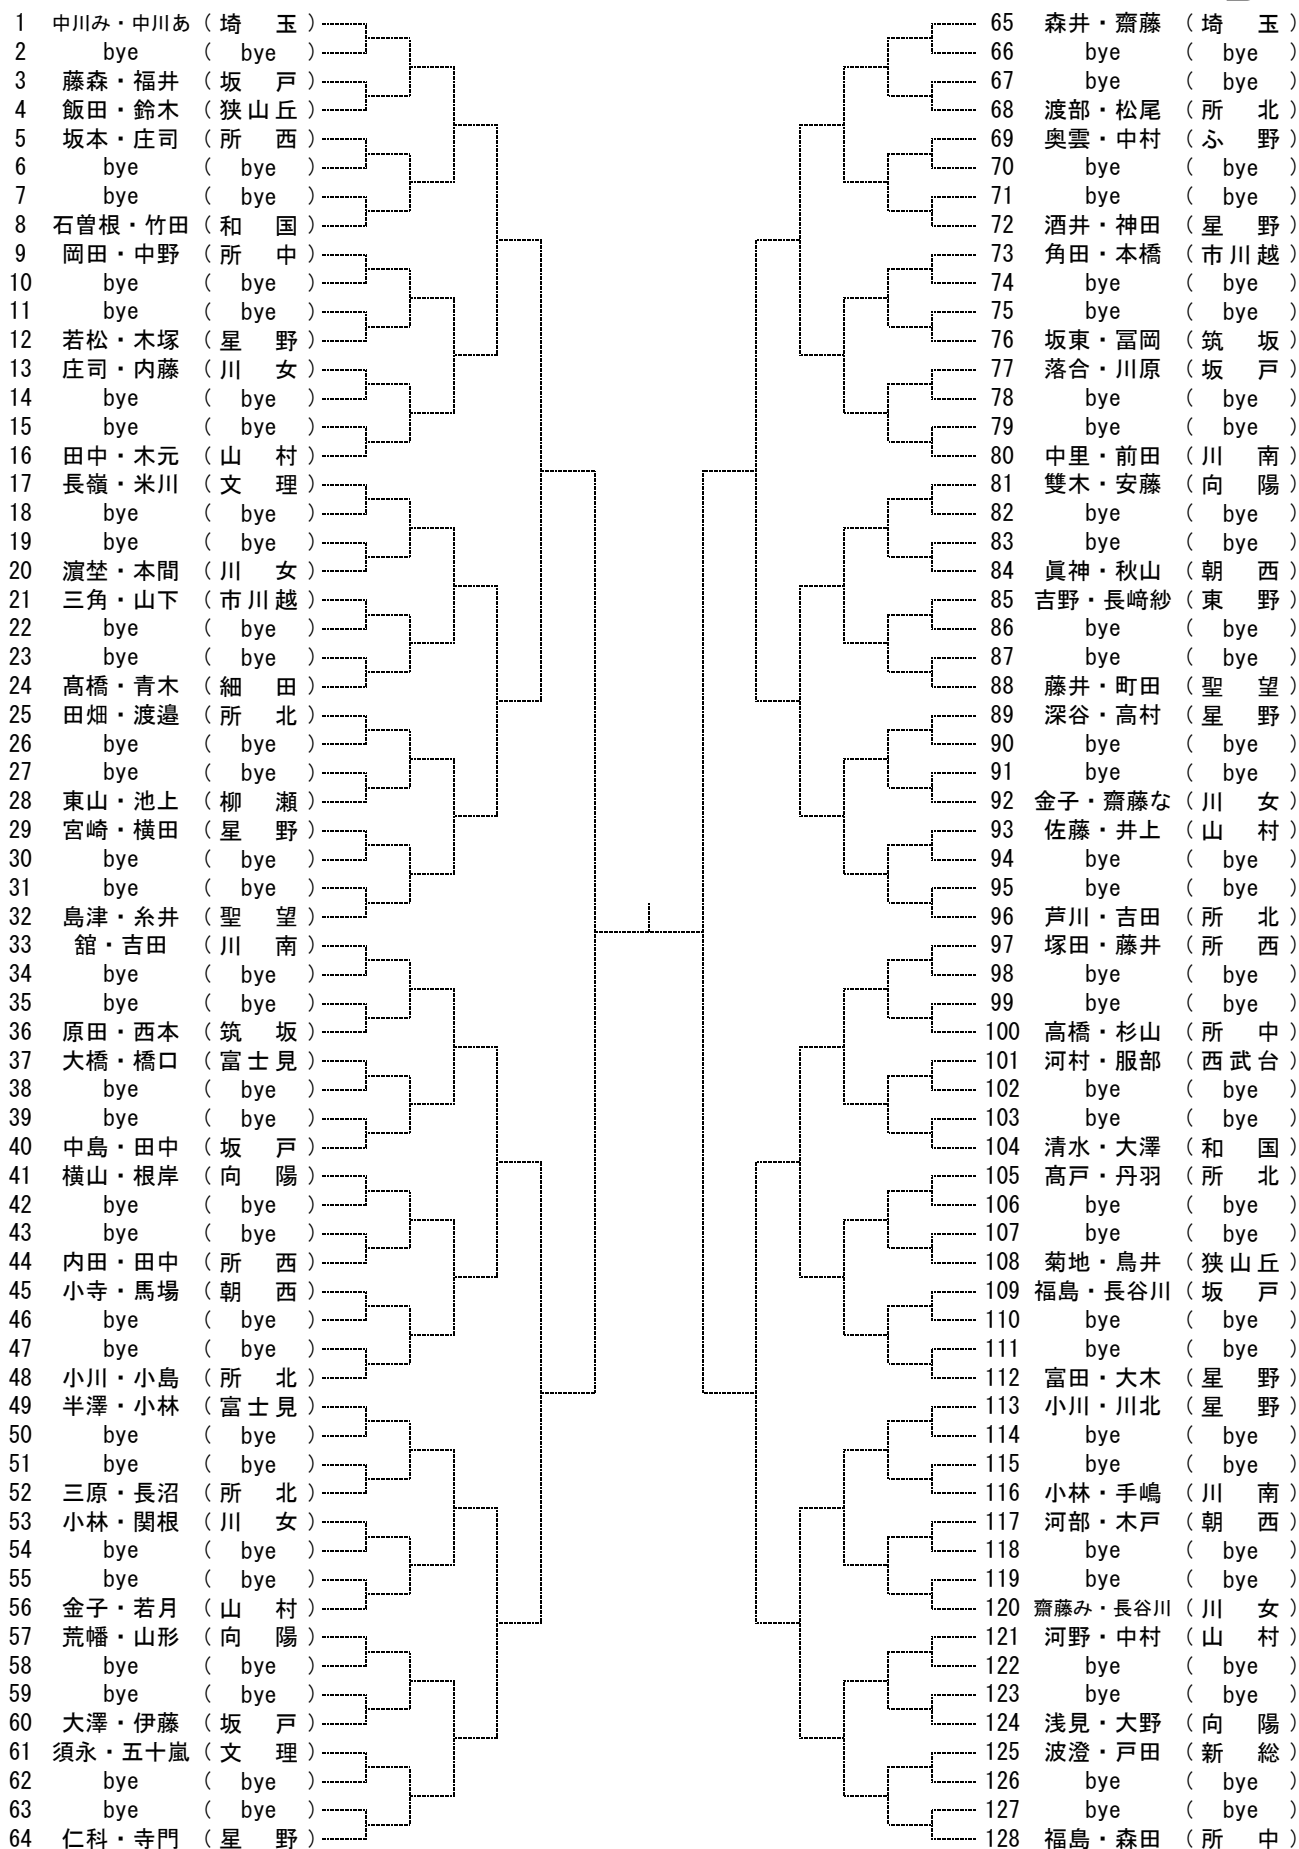 1 中川み・中川あ （ 埼 玉 ）
2 bye （ bye ）
3 藤森・福井 （ 坂 戸 ）
4 飯田・鈴木 （ 狭山丘 ）
5 坂本・庄司 （ 所 西 ）
6 bye （ bye ）
7 bye （ bye ）
8 石曽根・竹田 （ 和 国 ）
9 岡田・中野 （ 所 中 ）
10 bye （ bye ）
11 bye （ bye ）
12 若松・木塚 （ 星 野 ）
13 庄司・内藤 （ 川 女 ）
14 bye （ bye ）
15 bye （ bye ）
16 田中・木元 （ 山 村 ）
17 長嶺・米川 （ 文 理 ）
18 bye （ bye ）
19 bye （ bye ）
20 濵埜・本間 （ 川 女 ）
21 三角・山下 （ 市川越 ）
22 bye （ bye ）
23 bye （ bye ）
24 髙橋・青木 （ 細 田 ）
25 田畑・渡邉 （ 所 北 ）
26 bye （ bye ）
27 bye （ bye ）
28 東山・池上 （ 柳 瀬 ）
29 宮崎・横田 （ 星 野 ）
30 bye （ bye ）
31 bye （ bye ）
32 島津・糸井 （ 聖 望 ）
33 舘・吉田 （ 川 南 ）
34 bye （ bye ）
35 bye （ bye ）
36 原田・西本 （ 筑 坂 ）
37 大橋・橋口 （ 富士見 ）
38 bye （ bye ）
39 bye （ bye ）
40 中島・田中 （ 坂 戸 ）
41 横山・根岸 （ 向 陽 ）
42 bye （ bye ）
43 bye （ bye ）
44 内田・田中 （ 所 西 ）
45 小寺・馬場 （ 朝 西 ）
46 bye （ bye ）
47 bye （ bye ）
48 小川・小島 （ 所 北 ）
49 半澤・小林 （ 富士見 ）
50 bye （ bye ）
51 bye （ bye ）
52 三原・長沼 （ 所 北 ）
53 小林・関根 （ 川 女 ）
54 bye （ bye ）
55 bye （ bye ）
56 金子・若月 （ 山 村 ）
57 荒幡・山形 （ 向 陽 ）
58 bye （ bye ）
59 bye （ bye ）
60 大澤・伊藤 （ 坂 戸 ）
61 須永・五十嵐 （ 文 理 ）
62 bye （ bye ）
63 bye （ bye ）
64 仁科・寺門 （ 星 野 ）
65 森井・齋藤 （ 埼 玉 ）
66 bye （ bye ）
67 bye （ bye ）
68 渡部・松尾 （ 所 北 ）
69 奥雲・中村 （ ふ 野 ）
70 bye （ bye ）
71 bye （ bye ）
72 酒井・神田 （ 星 野 ）
73 角田・本橋 （ 市川越 ）
74 bye （ bye ）
75 bye （ bye ）
76 坂東・冨岡 （ 筑 坂 ）
77 落合・川原 （ 坂 戸 ）
78 bye （ bye ）
79 bye （ bye ）
80 中里・前田 （ 川 南 ）
81 雙木・安藤 （ 向 陽 ）
82 bye （ bye ）
83 bye （ bye ）
84 眞神・秋山 （ 朝 西 ）
85 吉野・長﨑紗 （ 東 野 ）
86 bye （ bye ）
87 bye （ bye ）
88 藤井・町田 （ 聖 望 ）
89 深谷・高村 （ 星 野 ）
90 bye （ bye ）
91 bye （ bye ）
92 金子・齋藤な （ 川 女 ）
93 佐藤・井上 （ 山 村 ）
94 bye （ bye ）
95 bye （ bye ）
96 芦川・吉田 （ 所 北 ）
97 塚田・藤井 （ 所 西 ）
98 bye （ bye ）
99 bye （ bye ）
100 高橋・杉山 （ 所 中 ）
101 河村・服部 （ 西武台 ）
102 bye （ bye ）
103 bye （ bye ）
104 清水・大澤 （ 和 国 ）
105 髙戸・丹羽 （ 所 北 ）
106 bye （ bye ）
107 bye （ bye ）
108 菊地・鳥井 （ 狭山丘 ）
109 福島・長谷川 （ 坂 戸 ）
110 bye （ bye ）
111 bye （ bye ）
112 富田・大木 （ 星 野 ）
113 小川・川北 （ 星 野 ）
114 bye （ bye ）
115 bye （ bye ）
116 小林・手嶋 （ 川 南 ）
117 河部・木戸 （ 朝 西 ）
118 bye （ bye ）
119 bye （ bye ）
120 齋藤み・長谷川 （ 川 女 ）
121 河野・中村 （ 山 村 ）
122 bye （ bye ）
123 bye （ bye ）
124 浅見・大野 （ 向 陽 ）
125 波澄・戸田 （ 新 総 ）
126 bye （ bye ）
127 bye （ bye ）
128 福島・森田 （ 所 中 ）